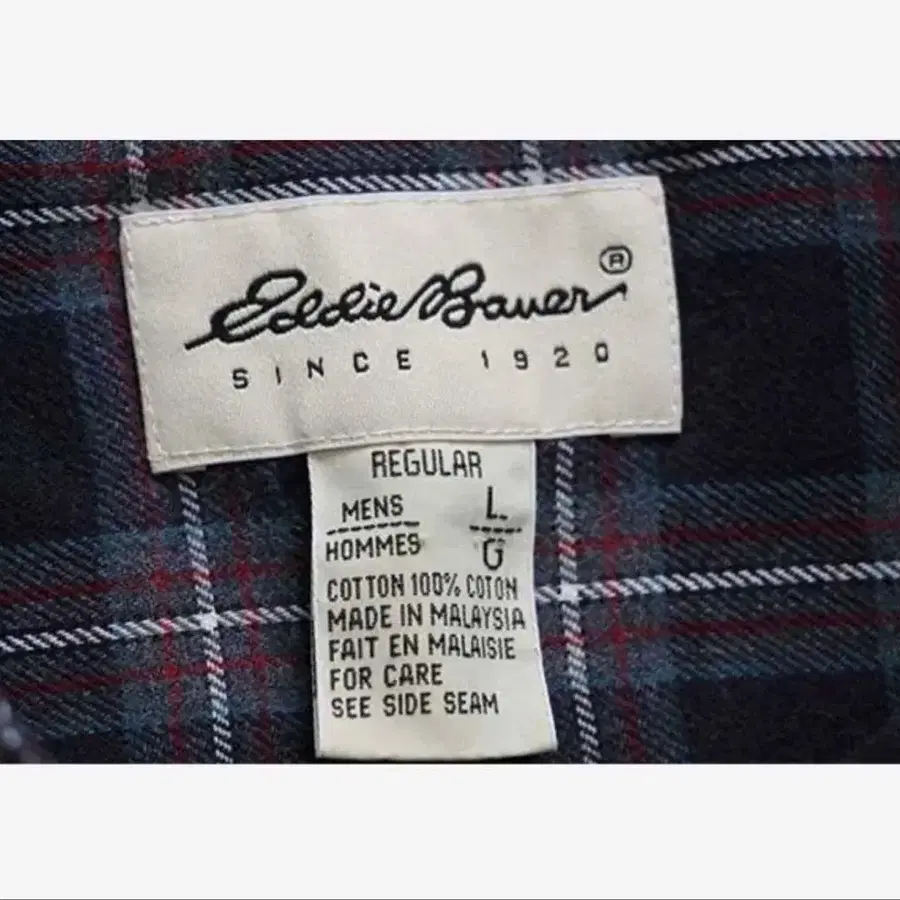 Eddie Bauer®
SINCE 1920
REGULAR
MENS L
HOMMES G
COTTON 100% COTON
MADE IN MALAYSIA
FAIT EN MALAISIE
FOR CARE
SEE SIDE SEAM